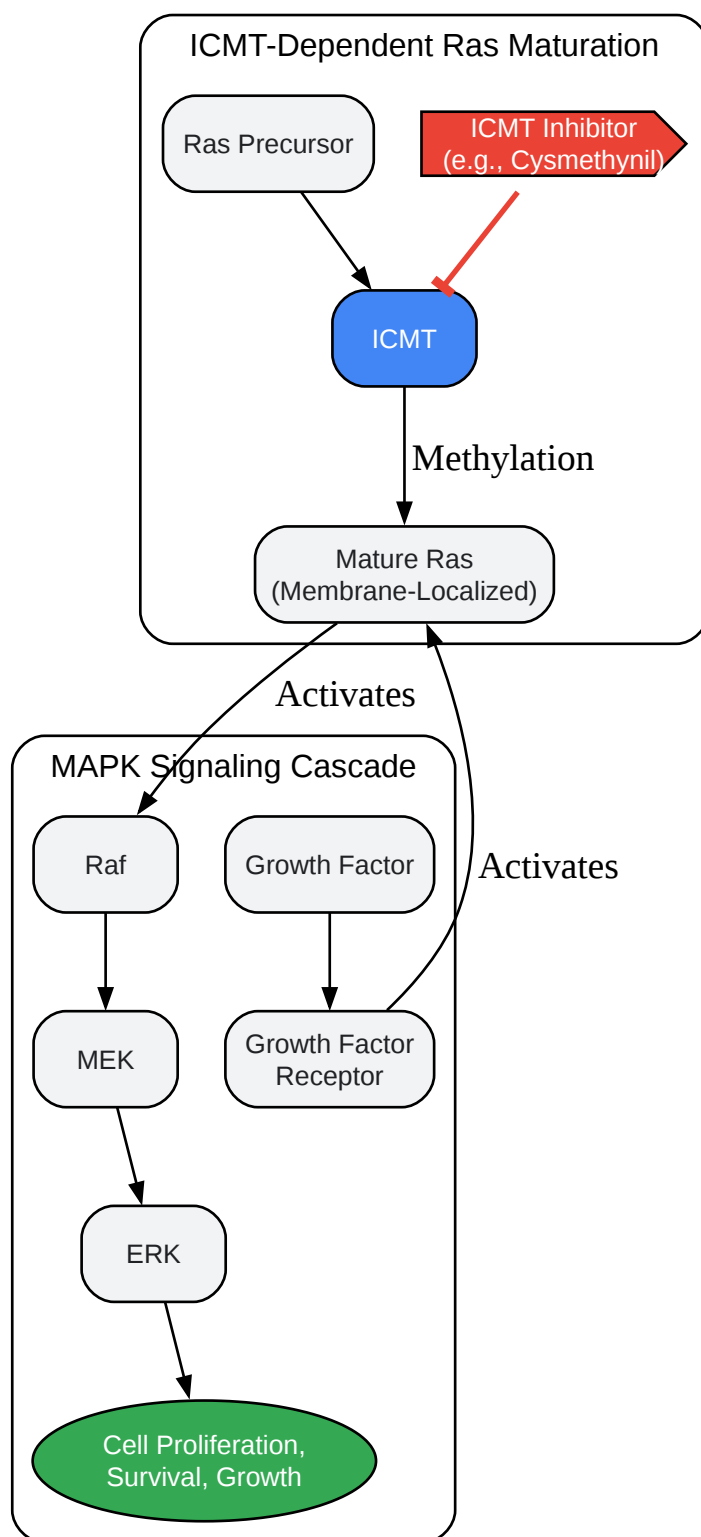 ICMT-Dependent Ras Maturation
Ras Precursor
ICMT Inhibitor
(e.g., Cysmethynil)
ICMT
Methylation
Mature Ras
(Membrane-Localized)
Activates
MAPK Signaling Cascade
Raf
Growth Factor
Activates
MEK
Growth Factor
Receptor
ERK
Cell Proliferation,
Survival, Growth